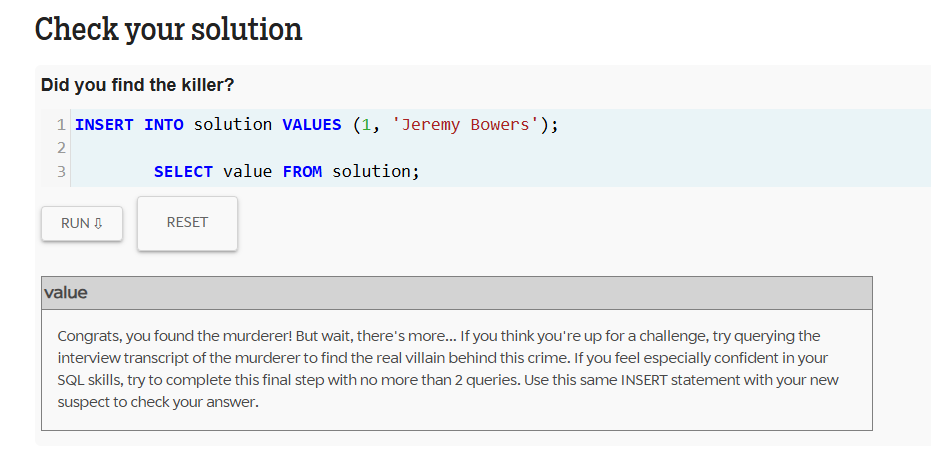 Check your solution
Did you find the killer?
1 INSERT INTO solution VALUES (1, 'Jeremy Bowers');
2
3 SELECT value FROM solution;
RUN ⇩ RESET
value
Congrats, you found the murderer! But wait, there's more... If you think you're up for a challenge, try querying the
interview transcript of the murderer to find the real villain behind this crime. If you feel especially confident in your
SQL skills, try to complete this final step with no more than 2 queries. Use this same INSERT statement with your new
suspect to check your answer.